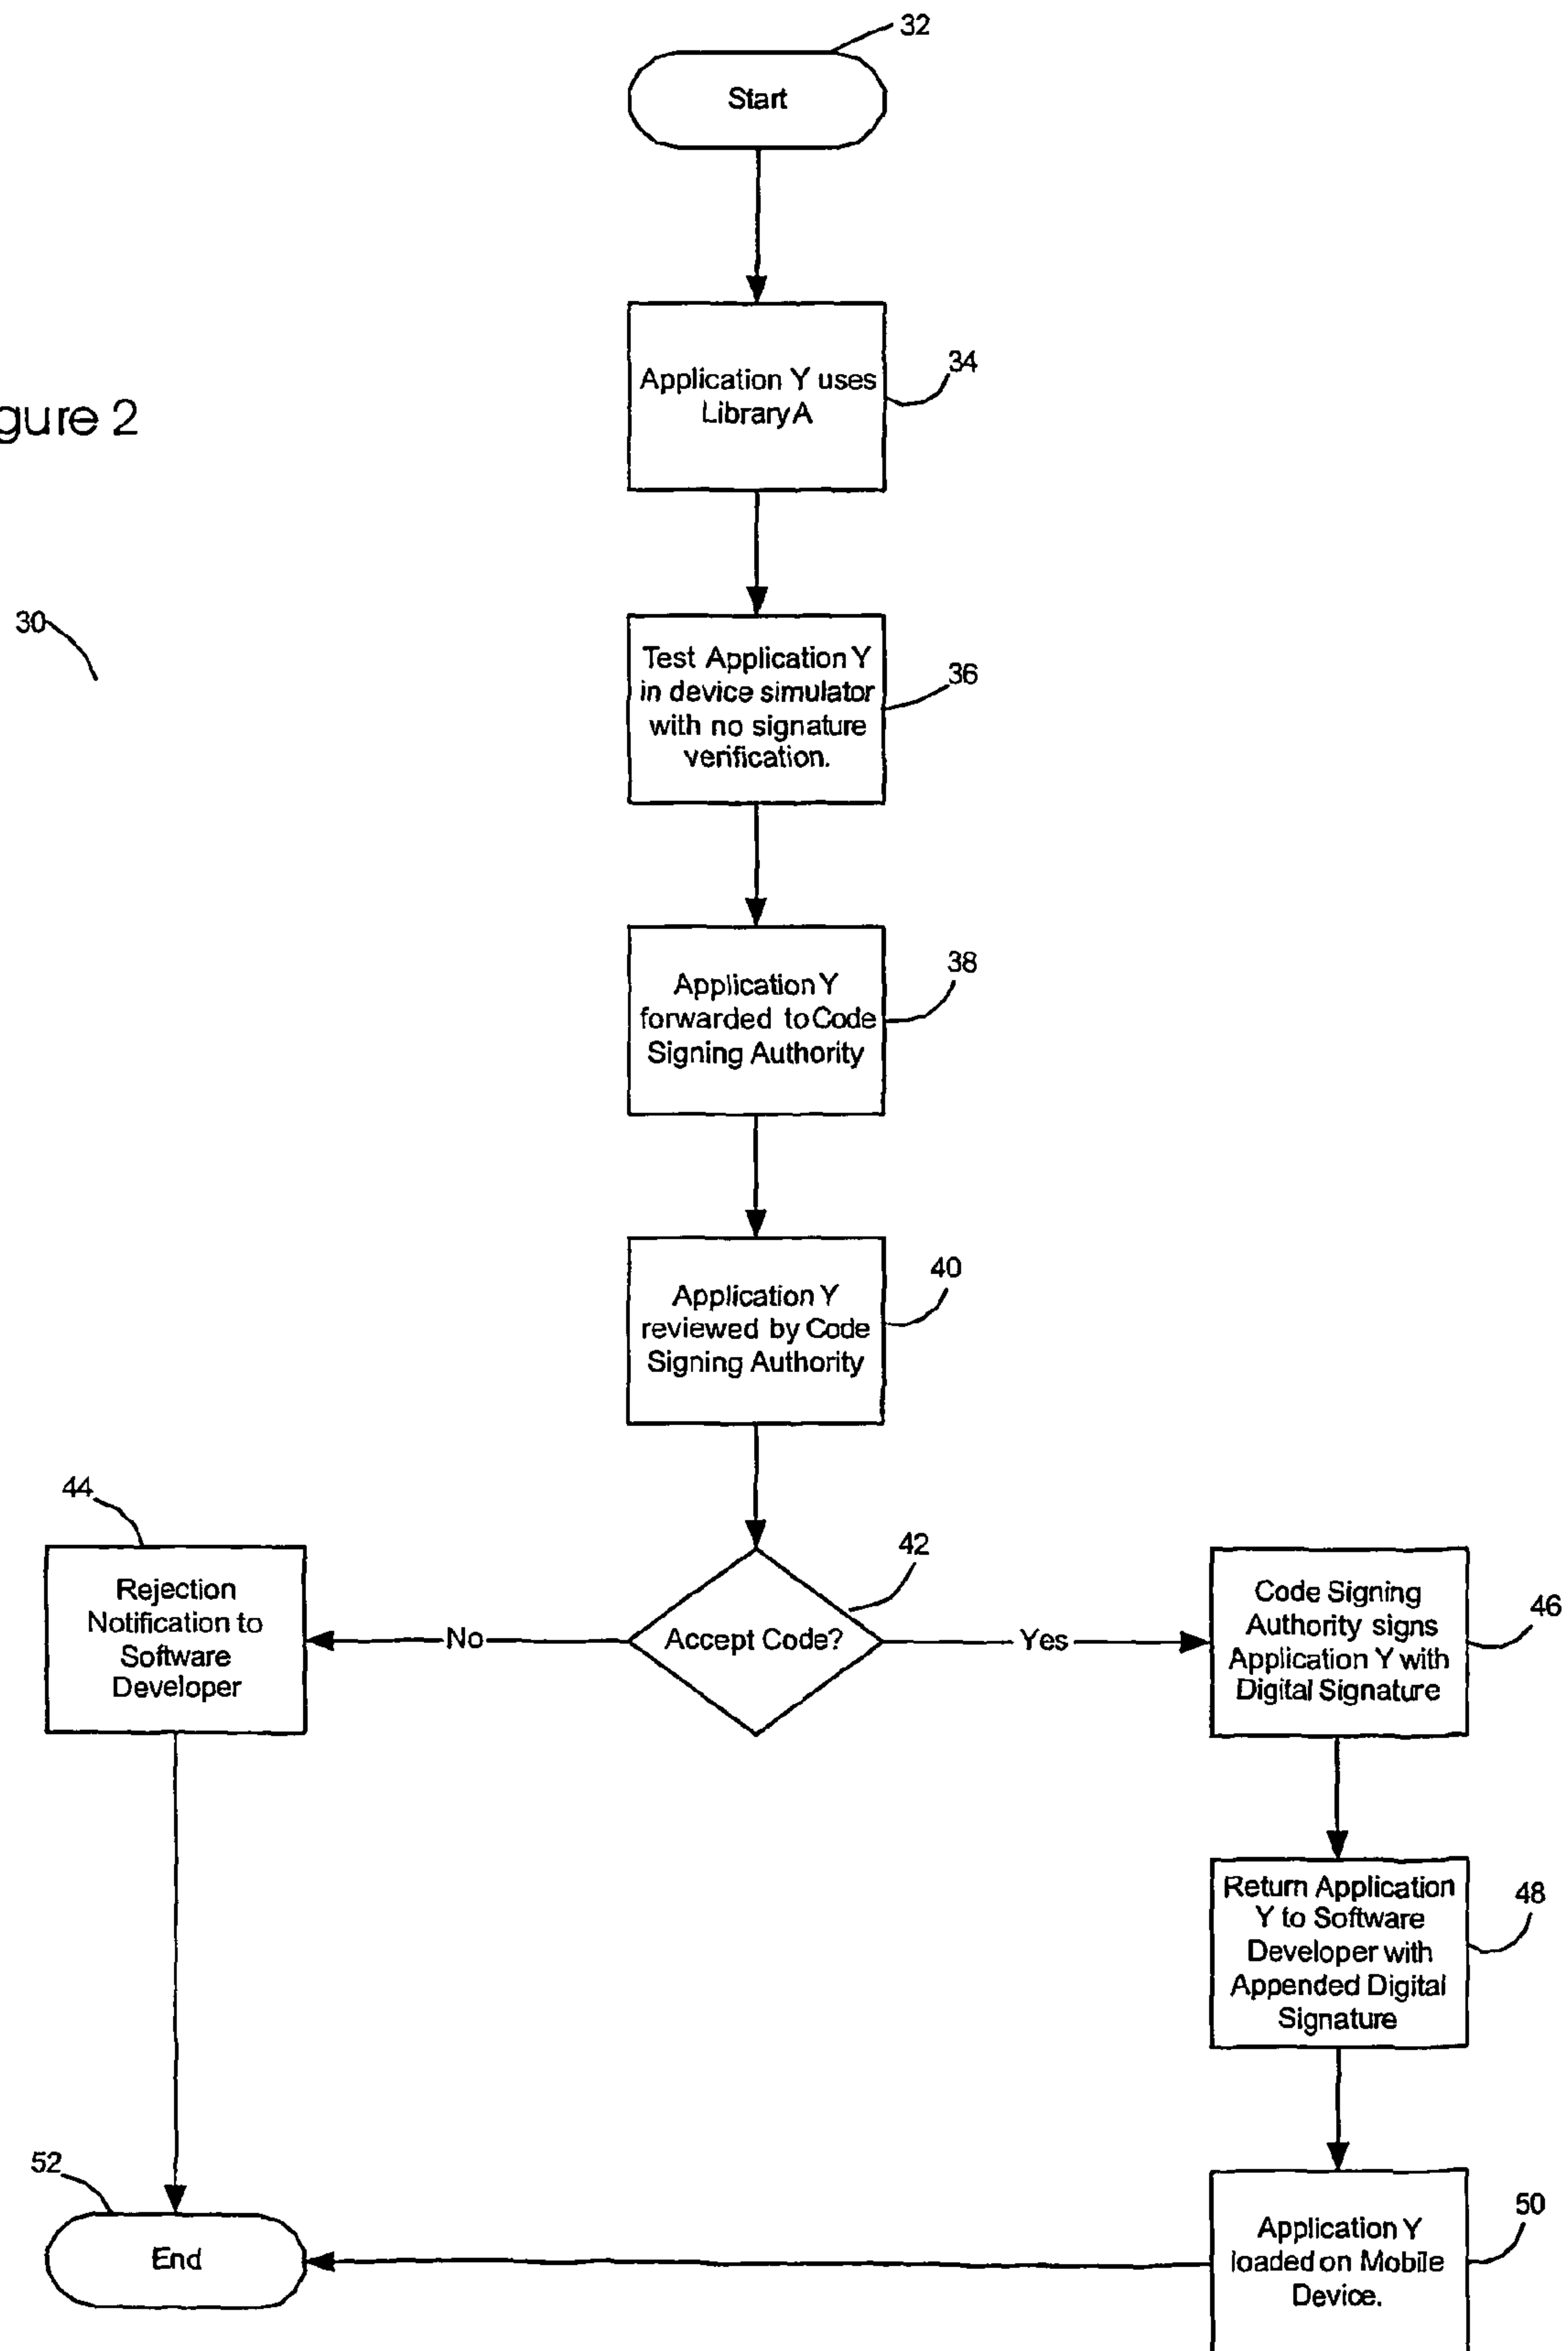 32
Start
34
Application Y uses
Library A
gure 2
30
36
Test Application Y
in device simulator
with no signature
verification.
38
Application Y
forwarded to Code
Signing Authority
40
Application Y
reviewed by Code
Signing Authority
44
Rejection
Notification to
Software
Developer
No
42
Accept Code?
Yes
46
Code Signing
Authority signs
Application Y with
Digital Signature
48
Return Application
Y to Software
Developer with
Appended Digital
Signature
52
End
50
Application Y
loaded on Mobile
Device.